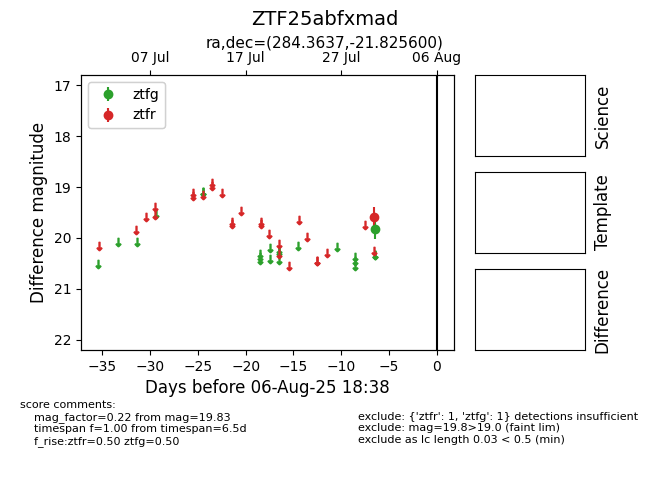 ZTF25abfxmad
ra,dec=(284.3637,-21.825600)
07 Jul
17 Jul
27 Jul
06 Aug
ztfg
ztfr
17
18
19
20
21
22
Difference magnitude
−35
−30
−25
−20
−15
−10
−5
0
Days before 06-Aug-25 18:38
Science
Template
Difference
score comments:
mag_factor=0.22 from mag=19.83
timespan f=1.00 from timespan=6.5d
f_rise:ztfr=0.50 ztfg=0.50
exclude: {'ztfr': 1, 'ztfg': 1} detections insufficient
exclude: mag=19.8>19.0 (faint lim)
exclude as lc length 0.03 < 0.5 (min)